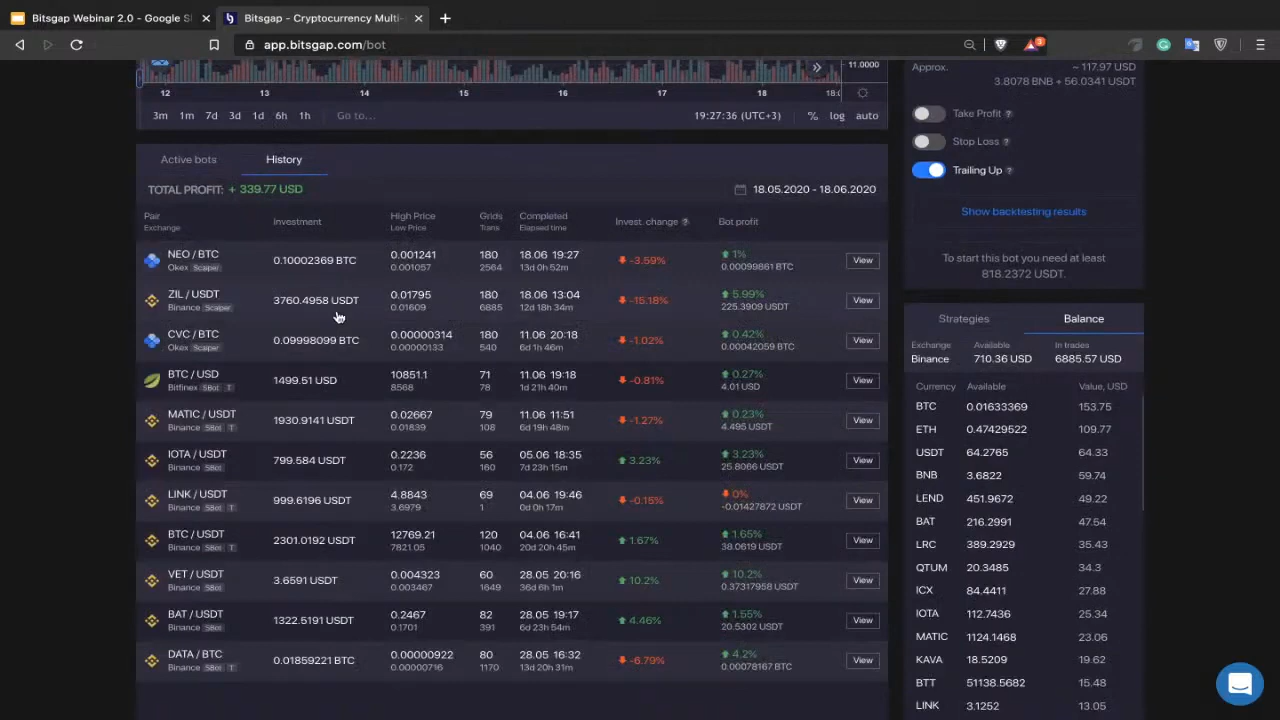 Bitsgap Webinar 2.0 - Google Sl
Bitsgap - Cryptocurrency Multi-
app.bitsgap.com/bot
3
11.0000
12 13 14 15 16 17 18 18:
3m 1m 7d 3d 1d 6h 1h Go to... 19:27:36 (UTC+3) % log auto
Approx. ~ 117.97 USD
3.8078 BNB + 56.0341 USDT
Take Profit ?
Stop Loss ?
Trailing Up ?
Show backtesting results
To start this bot you need at least
818.2372 USDT.
Active bots History
TOTAL PROFIT: + 339.77 USD 18.05.2020 - 18.06.2020
Pair Investment High Price Grids Completed Invest. change ? Bot profit
Exchange Low Price Trans Elapsed time
NEO / BTC 0.10002369 BTC 0.001241 180 18.06 19:27 -3.59% 1% View
Okex Scalper 0.001057 2564 13d 0h 52m 0.00099861 BTC
ZIL / USDT 3760.4958 USDT 0.01795 180 18.06 13:04 -15.18% 5.99% View
Binance Scalper 0.01609 6885 12d 18h 34m 225.3909 USDT
CVC / BTC 0.09998099 BTC 0.00000314 180 11.06 20:18 -1.02% 0.42% View
Okex Scalper 0.00000133 540 6d 1h 46m 0.00042059 BTC
BTC / USD 1499.51 USD 10851.1 71 11.06 19:18 -0.81% 0.27% View
Bitfinex SBot T 8568 78 1d 21h 40m 4.01 USD
MATIC / USDT 1930.9141 USDT 0.02667 79 11.06 11:51 -1.27% 0.23% View
Binance SBot T 0.01839 108 6d 19h 48m 4.495 USDT
IOTA / USDT 799.584 USDT 0.2236 56 05.06 18:35 3.23% 3.23% View
Binance SBot 0.172 160 7d 23h 15m 25.8066 USDT
LINK / USDT 999.6196 USDT 4.8843 69 04.06 19:46 -0.15% 0% View
Binance SBot 3.6979 1 0d 0h 17m -0.01427872 USDT
BTC / USDT 2301.0192 USDT 12769.21 120 04.06 16:41 1.67% 1.65% View
Binance SBot T 7821.05 1040 20d 20h 45m 38.0619 USDT
VET / USDT 3.6591 USDT 0.004323 60 28.05 20:16 10.2% 10.2% View
Binance SBot 0.003467 1649 36d 6h 1m 0.37317958 USDT
BAT / USDT 1322.5191 USDT 0.2467 82 28.05 19:17 4.46% 1.55% View
Binance SBot 0.1701 391 6d 23h 54m 20.5302 USDT
DATA / BTC 0.01859221 BTC 0.00000922 80 28.05 16:32 -6.79% 4.2% View
Binance SBot T 0.00000716 1170 13d 20h 31m 0.00078167 BTC
Strategies Balance
Exchange Available In trades
Binance 710.36 USD 6885.57 USD
Currency Available Value, USD
BTC 0.01633369 153.75
ETH 0.47429522 109.77
USDT 64.2765 64.33
BNB 3.6822 59.74
LEND 451.9672 49.22
BAT 216.2991 47.54
LRC 389.2929 35.43
QTUM 20.3485 34.3
ICX 84.4411 27.88
IOTA 112.7436 25.34
MATIC 1124.1468 23.06
KAVA 18.5209 19.62
BTT 51138.5682 15.48
LINK 3.1252 13.05